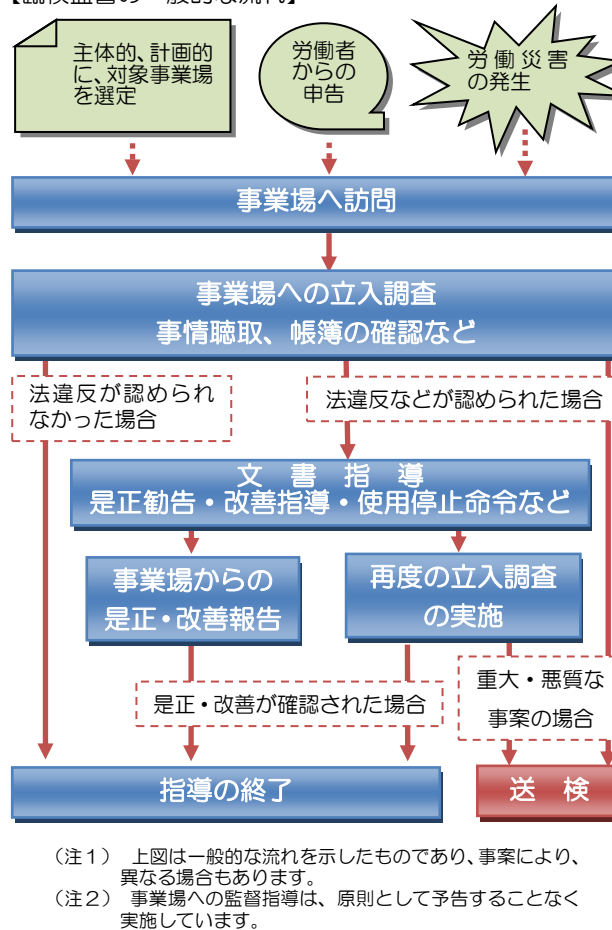 主体的、計画的
に、対象事業場
を選定
労働者
からの
申告
労働災害
の発生
事業場へ訪問
事業場への立入調査
事情聴取、帳簿の確認など
法違反が認められ
なかった場合
法違反などが認められた場合
文書指導
是正勧告・改善指導・使用停止命令など
事業場からの
是正・改善報告
再度の立入調査
の実施
是正・改善が確認された場合
重大・悪質な
事案の場合
指導の終了
送検
（注１） 上図は一般的な流れを示したものであり、事案により、
異なる場合もあります。
（注２） 事業場への監督指導は、原則として予告することなく
実施しています。